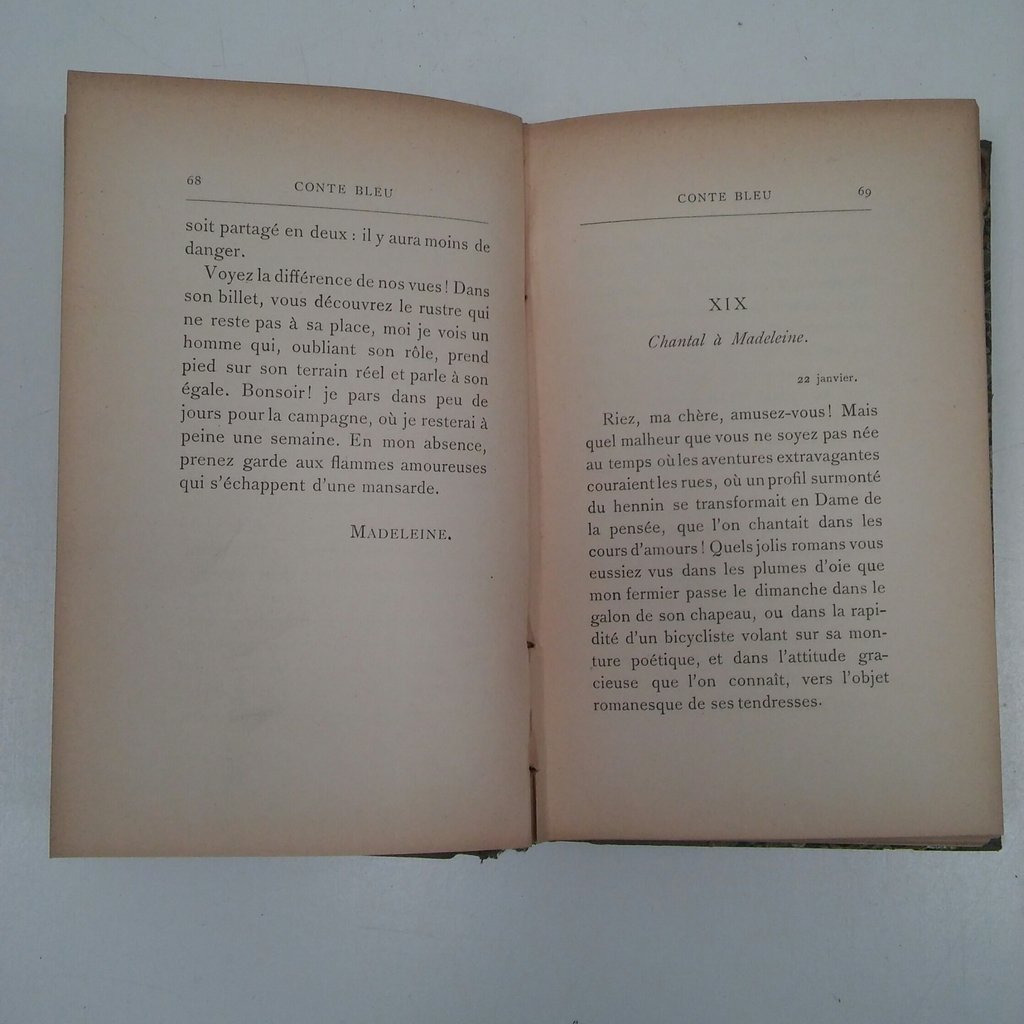 68
CONTE BLEU
soit partagé en deux : il y aura moins de
danger.
Voyez la différence de nos vues ! Dans
son billet, vous découvrez le rustre qui
ne reste pas à sa place, moi je vois un
homme qui, oubliant son rôle, prend
pied sur son terrain réel et parle à son
égale. Bonsoir ! je pars dans peu de
jours pour la campagne, où je resterai à
peine une semaine. En mon absence,
prenez garde aux flammes amoureuses
qui s'échappent d'une mansarde.
MADELEINE.
CONTE BLEU
69
XIX
Chantal à Madeleine.
22 janvier.
Riez, ma chère, amusez-vous ! Mais
quel malheur que vous ne soyez pas née
au temps où les aventures extravagantes
couraient les rues, où un profil surmonté
du hennin se transformait en Dame de
la pensée, que l'on chantait dans les
cours d'amours ! Quels jolis romans vous
eussiez vus dans les plumes d'oie que
mon fermier passe le dimanche dans le
galon de son chapeau, ou dans la rapi-
dité d'un bicycliste volant sur sa mon-
ture poétique, et dans l'attitude gra-
cieuse que l'on connaît, vers l'objet
romanesque de ses tendresses.